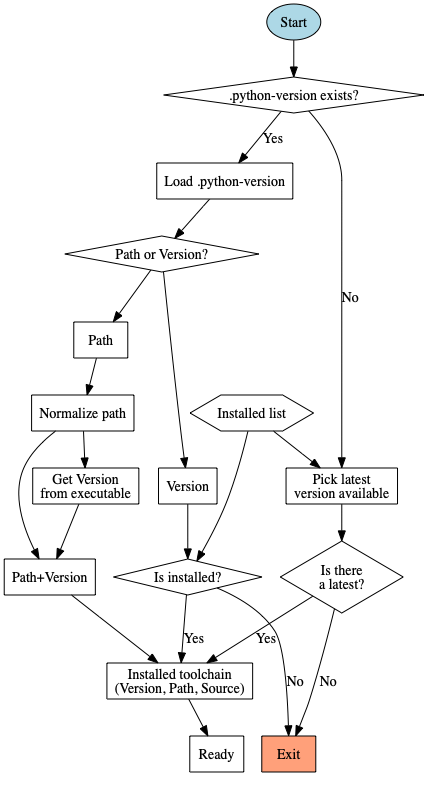 Start
.python-version exists?
Yes
Load .python-version
Path or Version?
No
Path
Normalize path
Installed list
Get Version
from executable
Version
Pick latest
version available
Path+Version
Is installed?
Is there
a latest?
Yes
Yes
Installed toolchain
(Version, Path, Source)
No
No
Ready
Exit